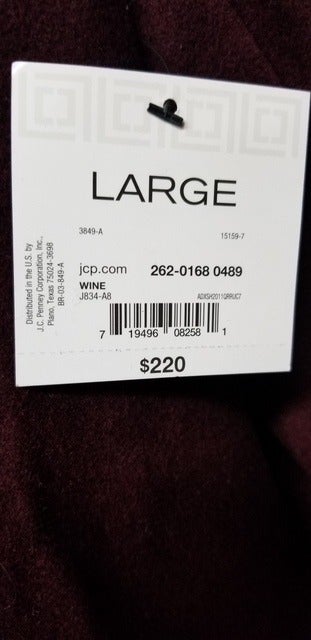 LARGE
3849-A
15159-7
jcp.com 262-0168 0489
WINE
J834-A8
ADXSH2011QRRUC7
7 19496 08258 1
$220
Distributed in the U.S. by
J.C. Penney Corporation, Inc.,
Plano, Texas 75024-3698
BR-03-849-A